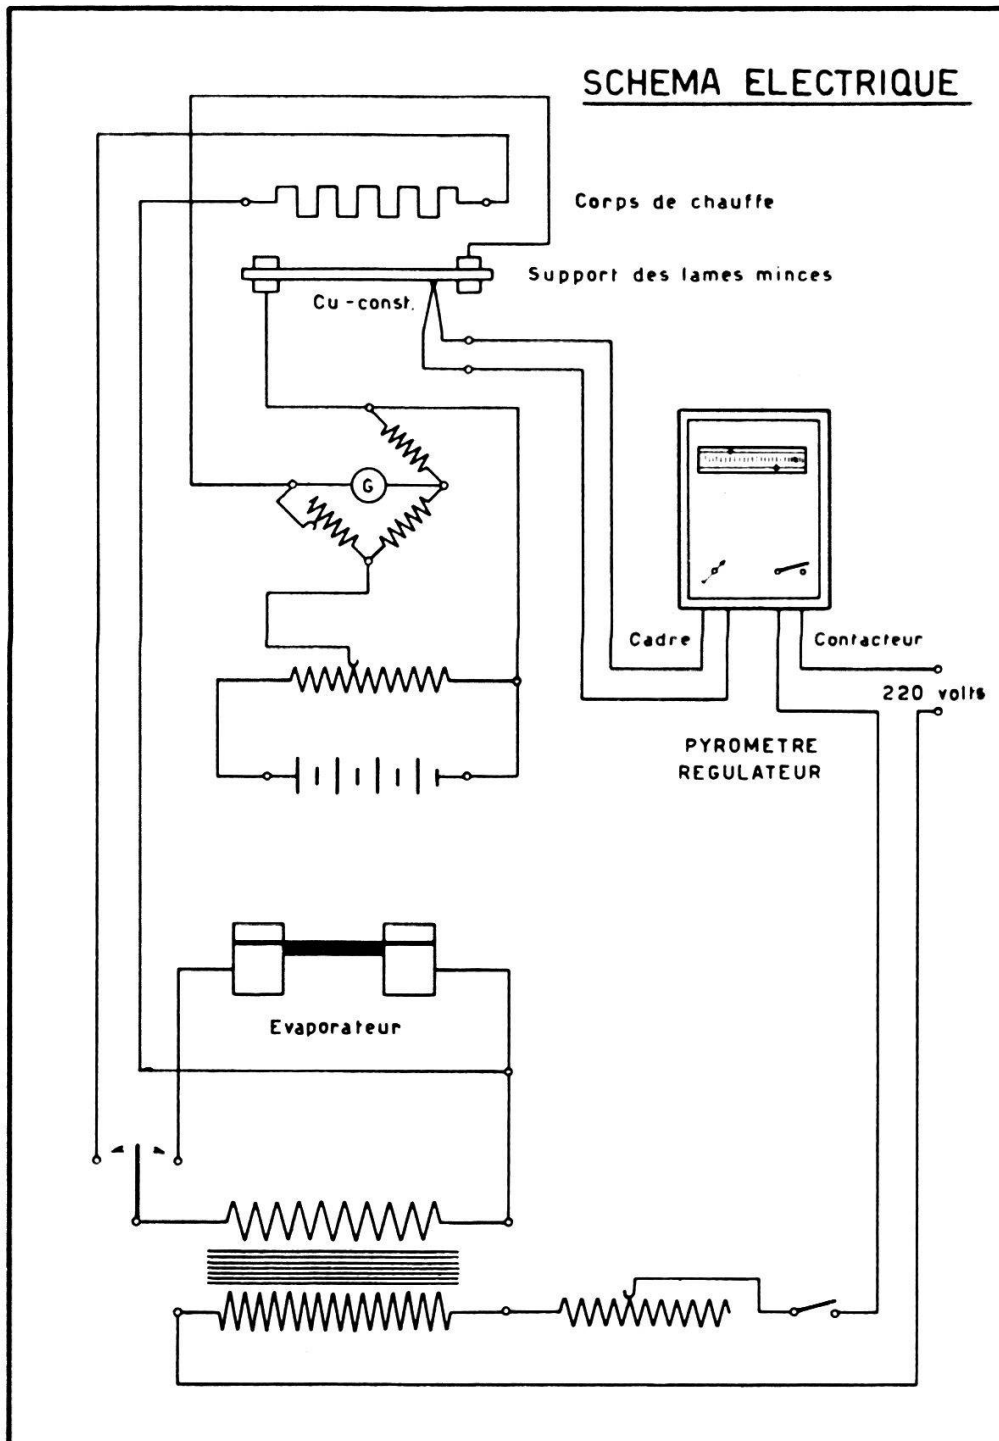 SCHEMA ELECTRIQUE
Corps de chauffe
Support des lames minces
Cu-const.
G
Cadre
Contacteur
220 volts
PYROMETRE
REGULATEUR
Evaporateur